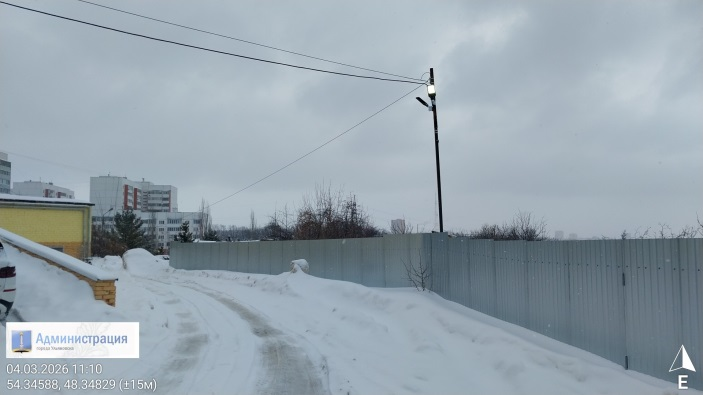 Администрация
города Ульяновска
04.03.2026 11:10
54.34588, 48.34829 (±15м)
E